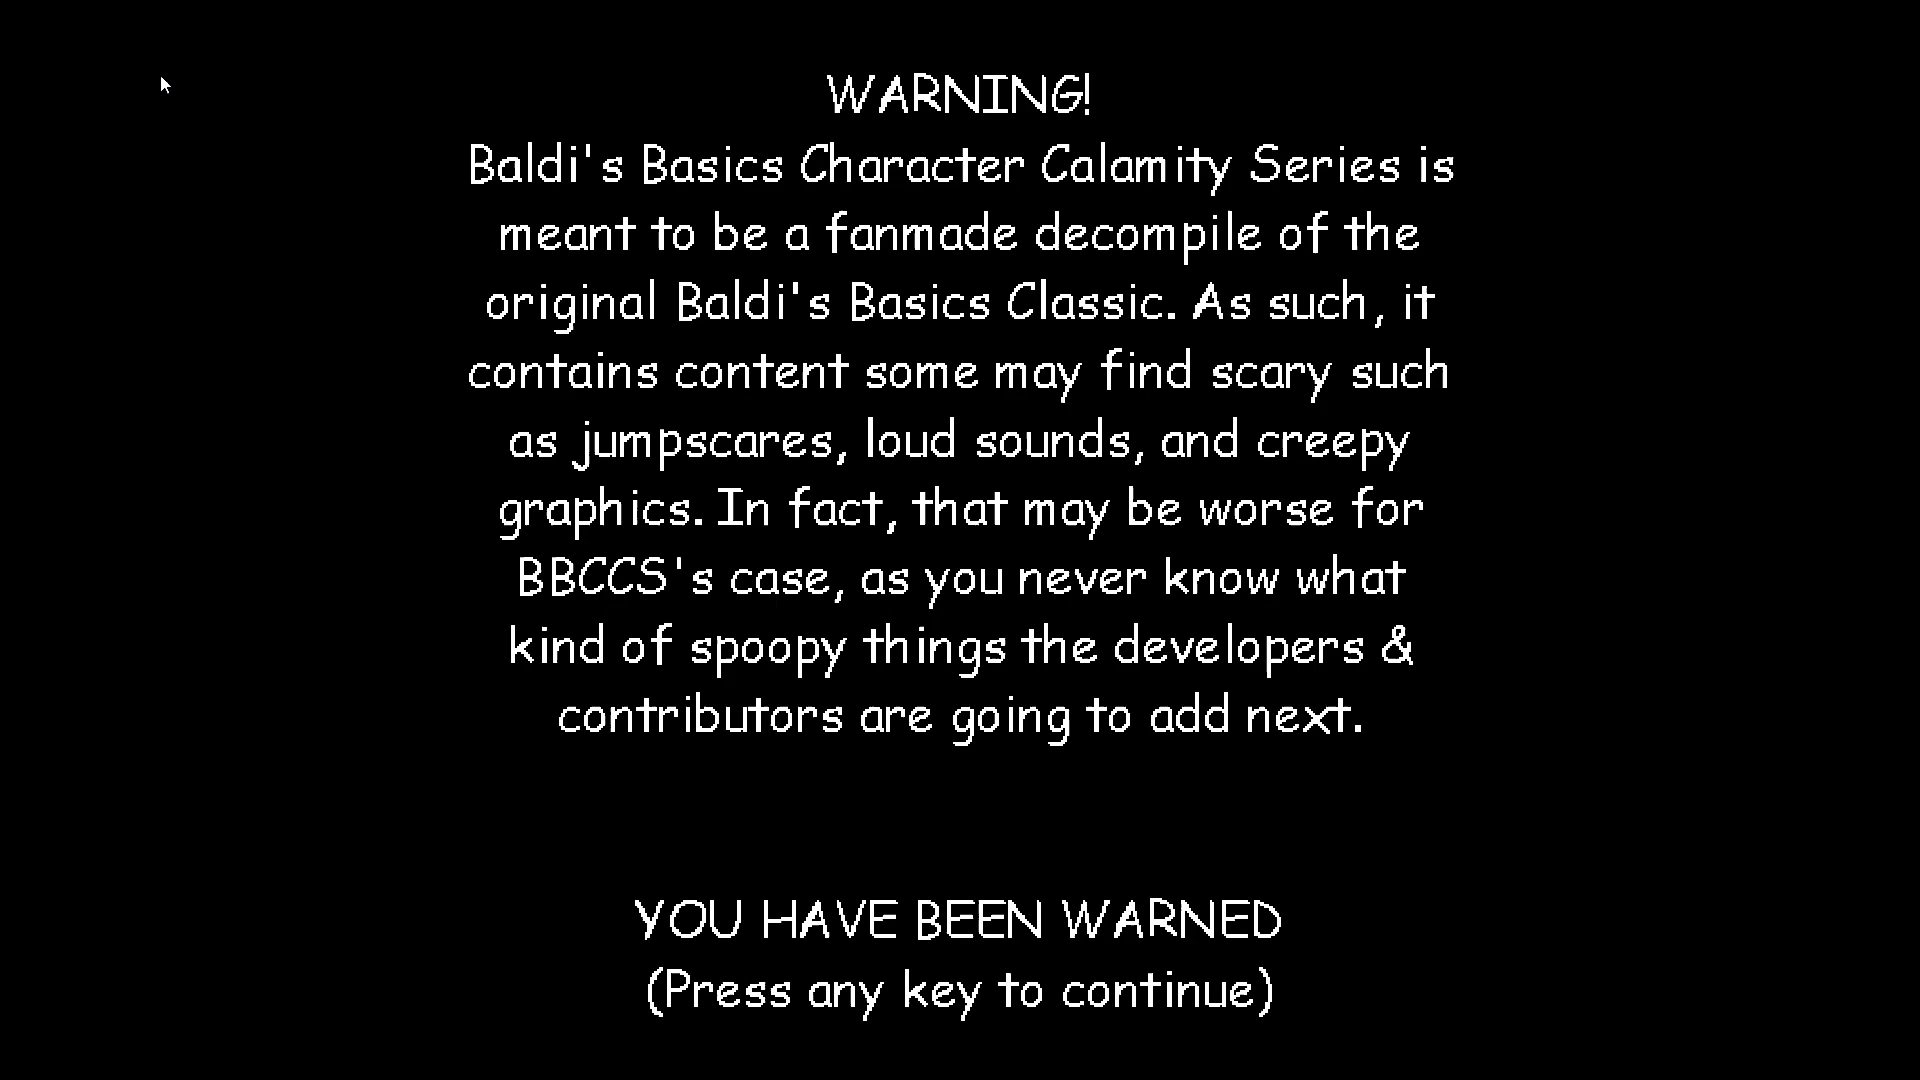 WARNING!
Baldi's Basics Character Calamity Series is
meant to be a fanmade decompile of the
original Baldi's Basics Classic. As such, it
contains content some may find scary such
as jumpscares, loud sounds, and creepy
graphics. In fact, that may be worse for
BBCCS's case, as you never know what
kind of spoopy things the developers &
contributors are going to add next.
YOU HAVE BEEN WARNED
(Press any key to continue)